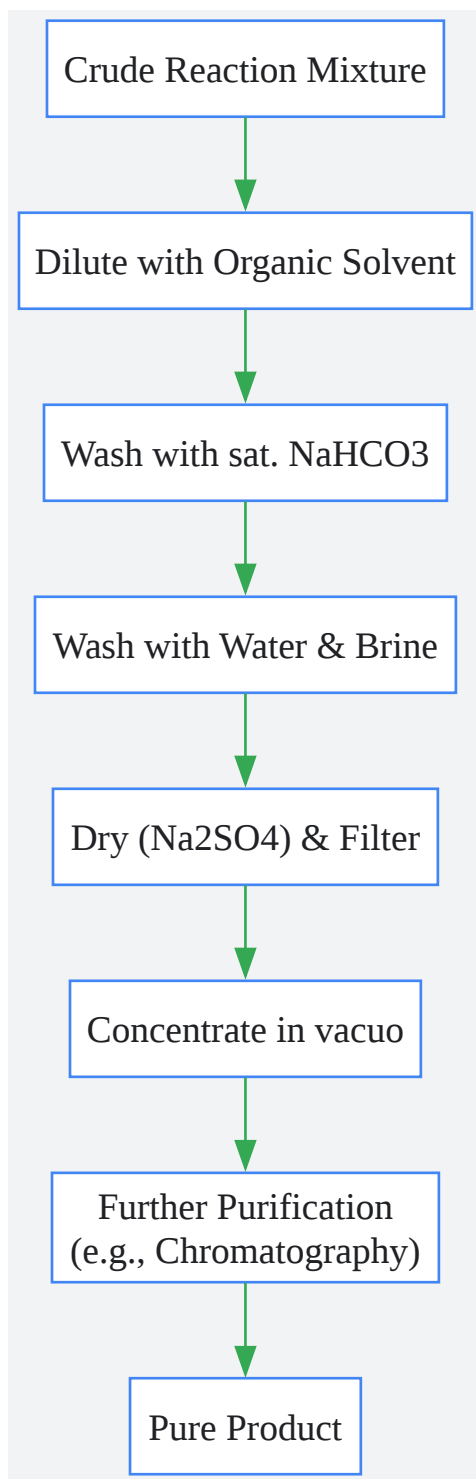 Crude Reaction Mixture
Dilute with Organic Solvent
Wash with sat. NaHCO3
Wash with Water & Brine
Dry (Na2SO4) & Filter
Concentrate in vacuo
Further Purification
(e.g., Chromatography)
Pure Product